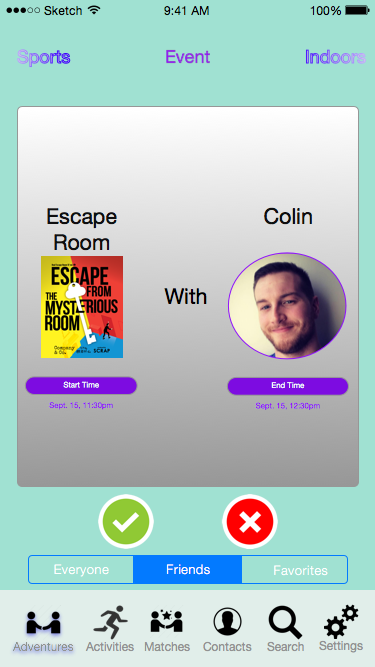 Sketch 9:41 AM 100%
Sports Event Indoors
Escape Room
Colin
ESCAPE
FROM
THE
MYSTERIOUS
ROOM
SCRAP
With
Start Time
End Time
Sept. 15, 11:30pm
Sept. 15, 12:30pm
Everyone Friends Favorites
Adventures Activities Matches Contacts Search Settings